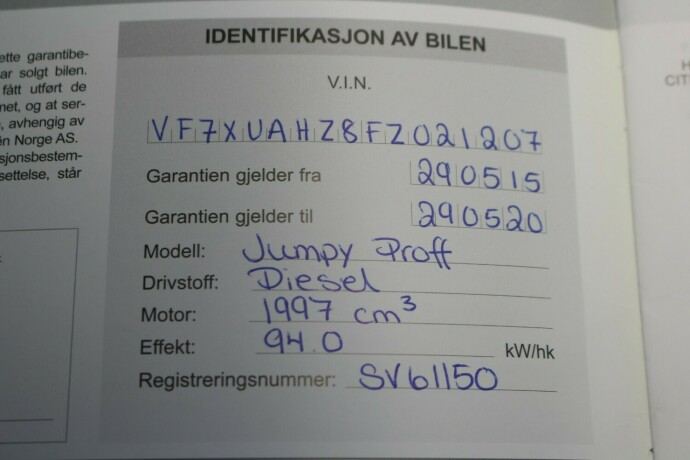 ette garantibe-
ar solgt bilen.
fått utført de
net, og at ser-
, avhengig av
ën Norge AS.
sjonsbestem-
settelse, står
IDENTIFIKASJON AV BILEN
V.I.N.
VF7XUAHZ8FZ021207
Garantien gjelder fra 290515
Garantien gjelder til 290520
Modell: Jumpy Proff
Drivstoff: Diesel
Motor: 1997 cm³
Effekt: 94.0 kW/hk
Registreringsnummer: SV61150
H
CIT